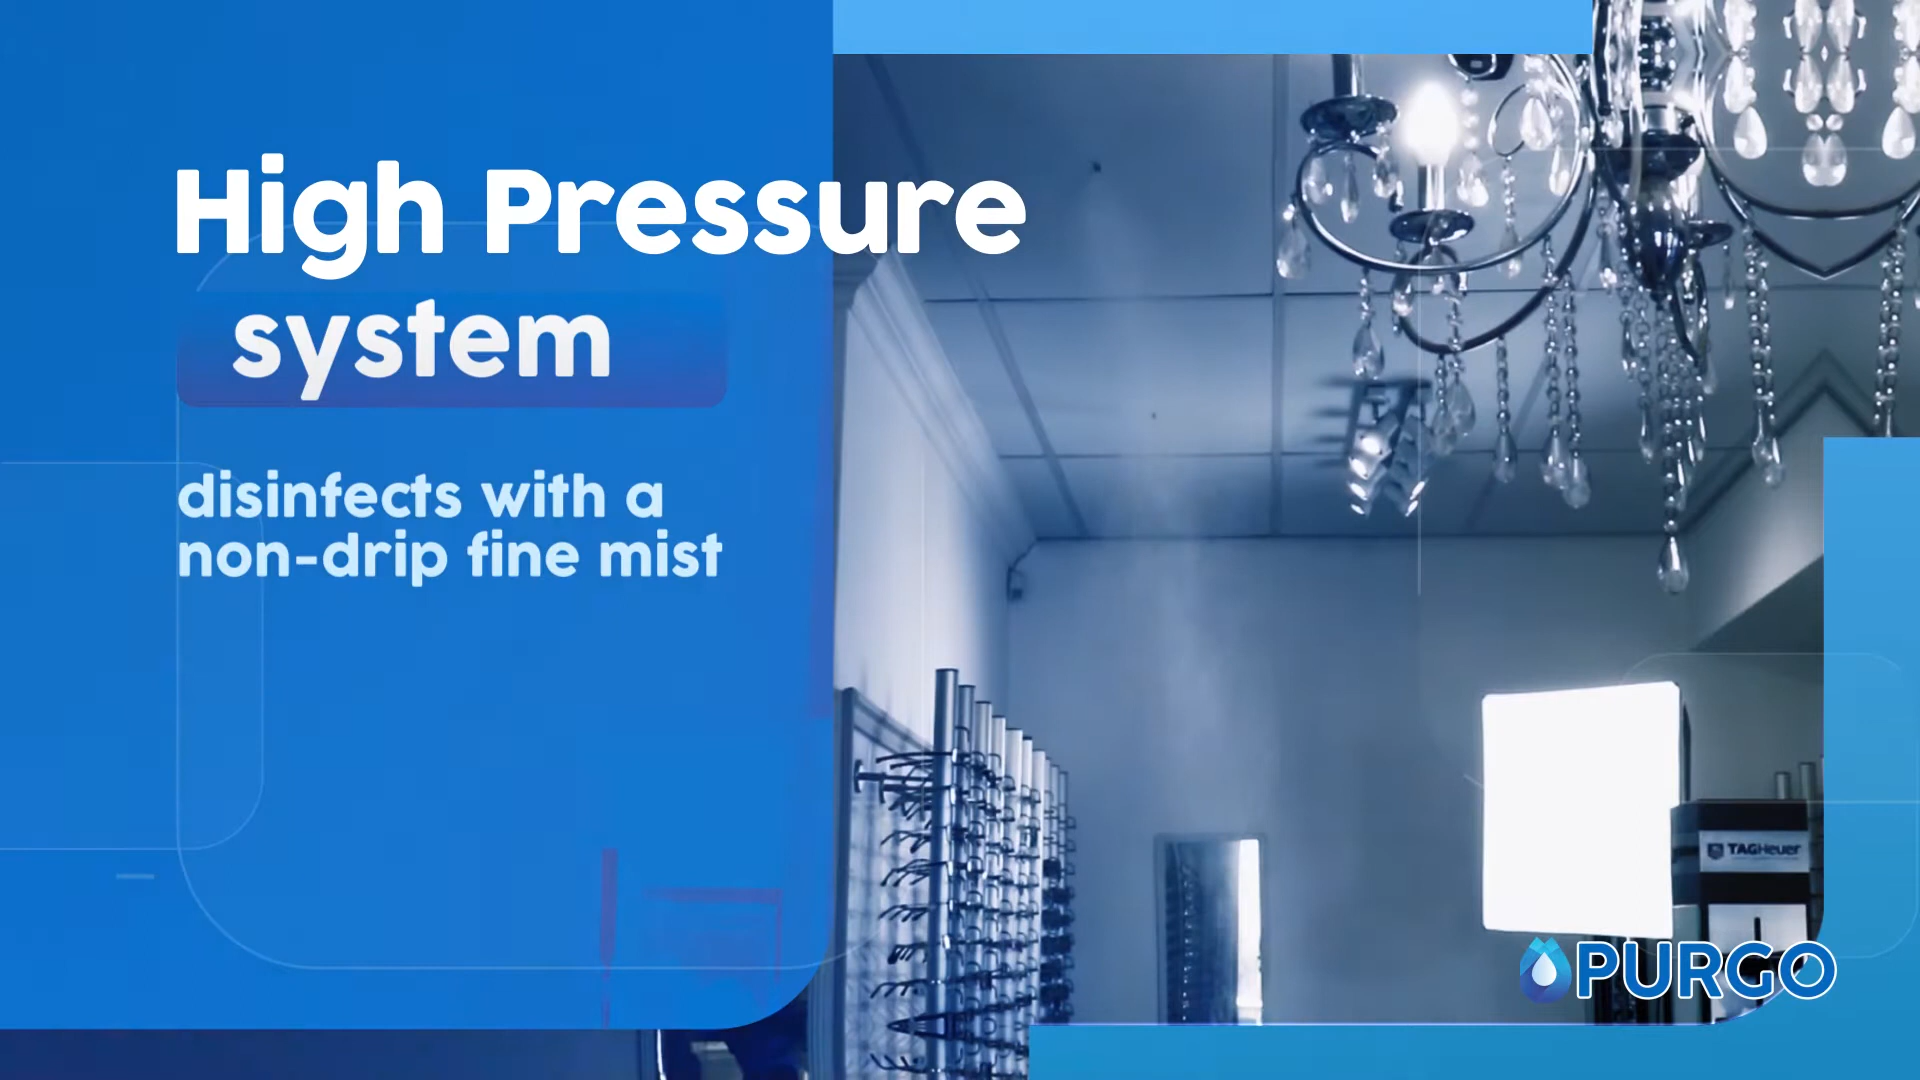 High Pressure
system
disinfects with a
non-drip fine mist
TAGHeuer
PURGO